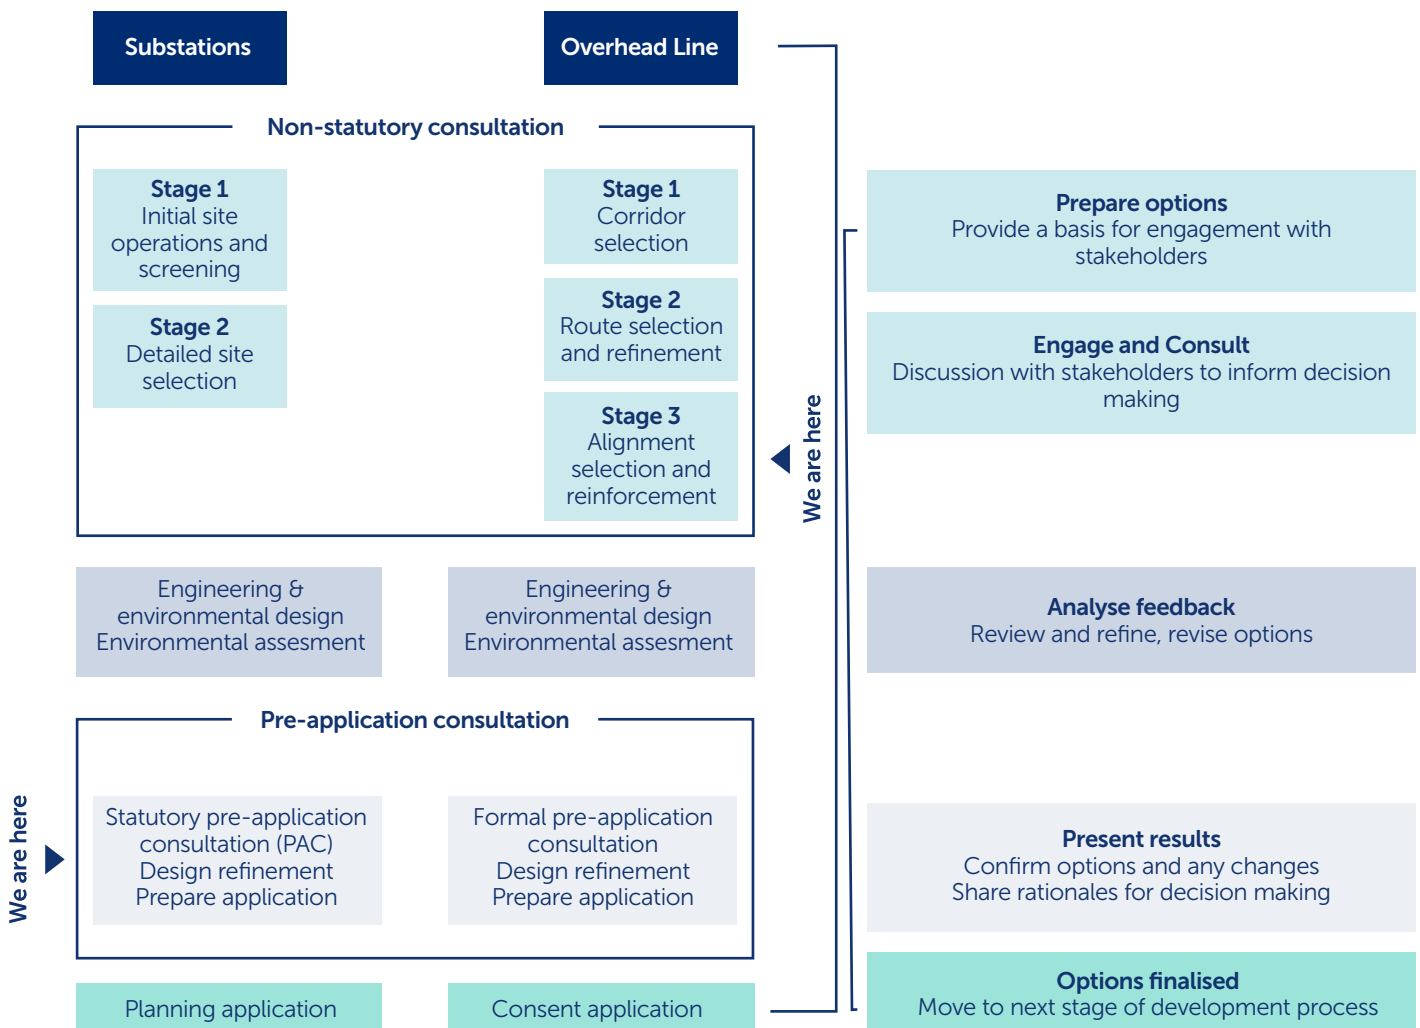 Substations
Overhead Line
Non-statutory consultation
Stage 1
Initial site
operations and
screening
Stage 2
Detailed site
selection
Stage 1
Corridor
selection
Stage 2
Route selection
and refinement
Stage 3
Alignment
selection and
reinforcement
We are here
Engineering &
environmental design
Environmental assesment
Engineering &
environmental design
Environmental assesment
Pre-application consultation
We are here
Statutory pre-application
consultation (PAC)
Design refinement
Prepare application
Formal pre-application
consultation
Design refinement
Prepare application
Planning application
Consent application
Prepare options
Provide a basis for engagement with
stakeholders
Engage and Consult
Discussion with stakeholders to inform decision
making
Analyse feedback
Review and refine, revise options
Present results
Confirm options and any changes
Share rationales for decision making
Options finalised
Move to next stage of development process